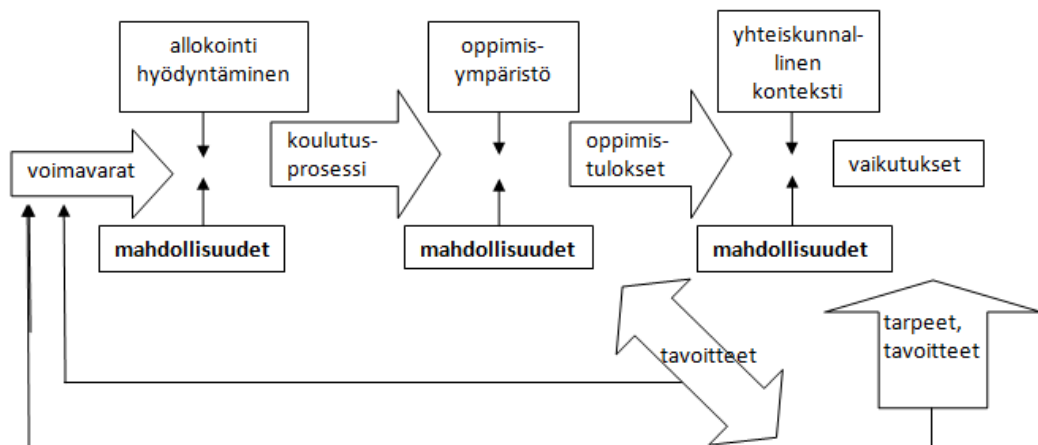 allokointi
hyödyntäminen
oppimis-
ympäristö
yhteiskunnal-
linen
konteksti
voimavarat
koulutus-
prosessi
oppimis-
tulokset
vaikutukset
mahdollisuudet
mahdollisuudet
mahdollisuudet
tavoitteet
tarpeet,
tavoitteet